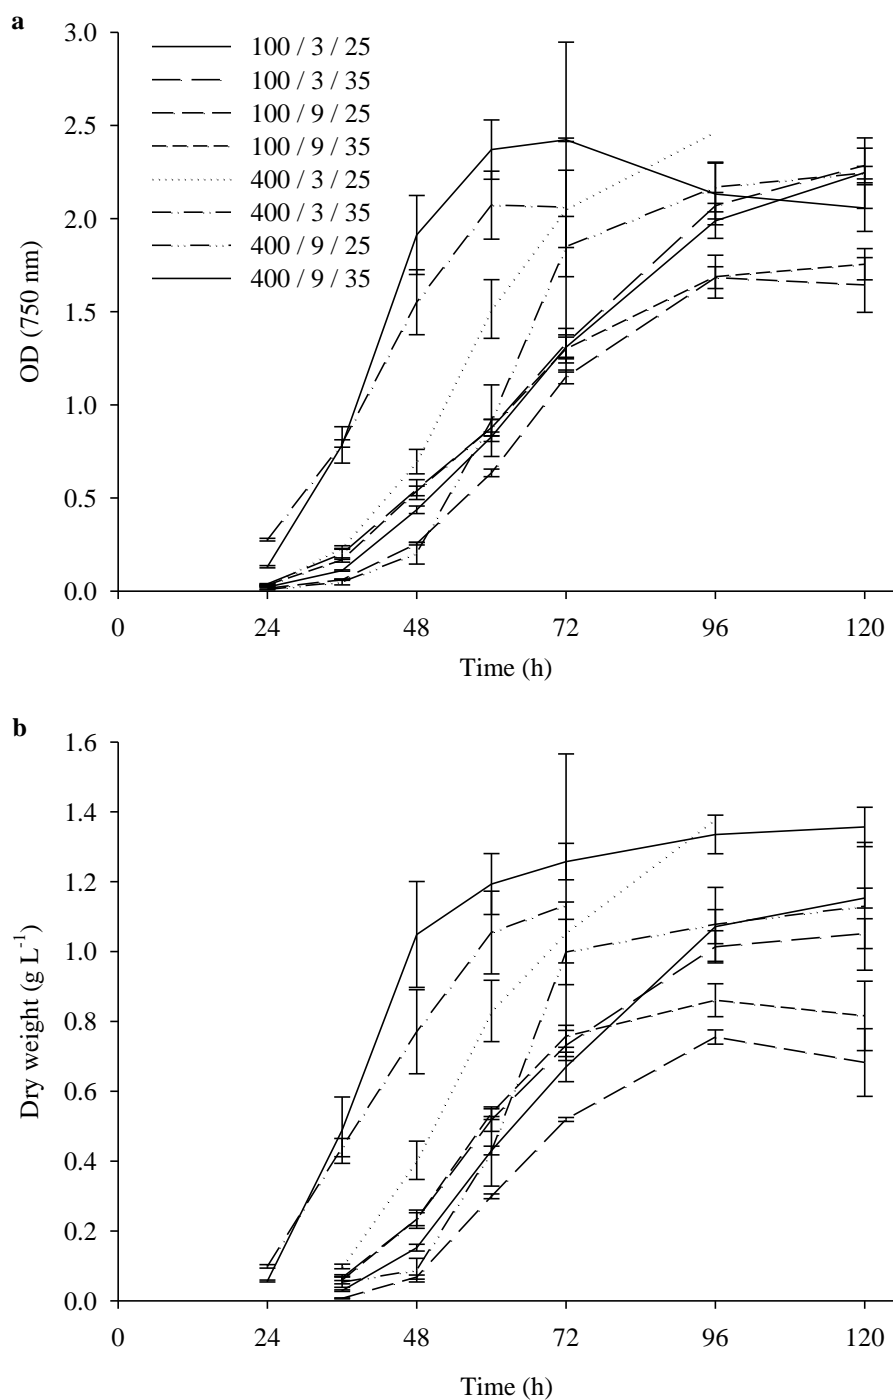 a
3.0
100 / 3 / 25
100 / 3 / 35
100 / 9 / 25
2.5
100 / 9 / 35
400 / 3 / 25
400 / 3 / 35
2.0
400 / 9 / 25
400 / 9 / 35
OD (750 nm)
1.5
1.0
0.5
0.0
0 24 48 72 96 120
Time (h)
b
1.6
1.4
1.2
1.0
Dry weight (g L⁻¹)
0.8
0.6
0.4
0.2
0.0
0 24 48 72 96 120
Time (h)